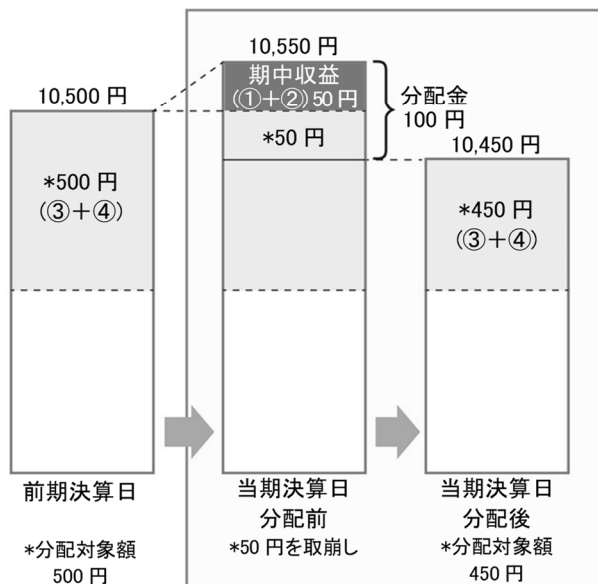 10,500 円
*500 円
(③+④)
前期決算日
*分配対象額
500 円
10,550 円
期中収益
(①+②) 50 円
*50 円
分配金
100 円
当期決算日
分配前
*50 円を取崩し
10,450 円
*450 円
(③+④)
当期決算日
分配後
*分配対象額
450 円